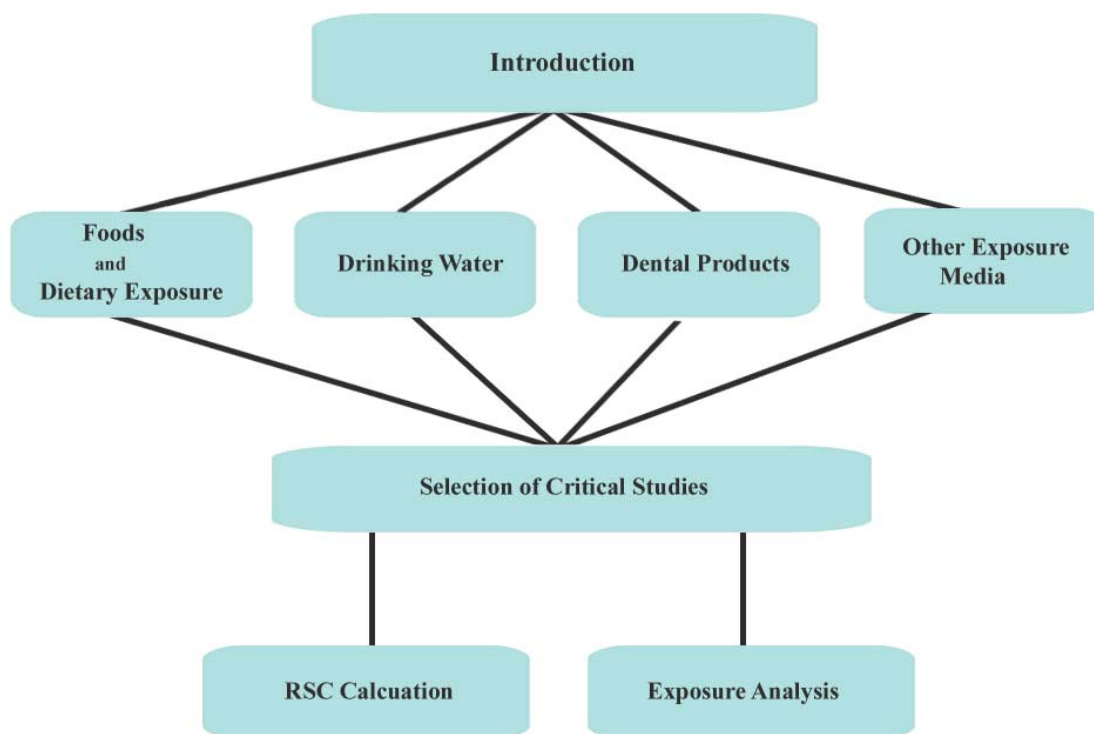 Introduction
Foods
and
Dietary Exposure
Drinking Water
Dental Products
Other Exposure
Media
Selection of Critical Studies
RSC Calcuation
Exposure Analysis